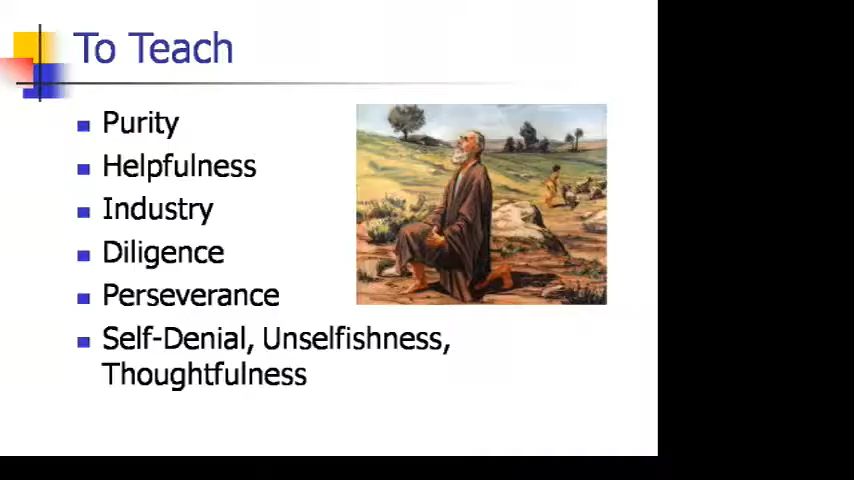 To Teach
Purity
Helpfulness
Industry
Diligence
Perseverance
Self-Denial, Unselfishness,
Thoughtfulness